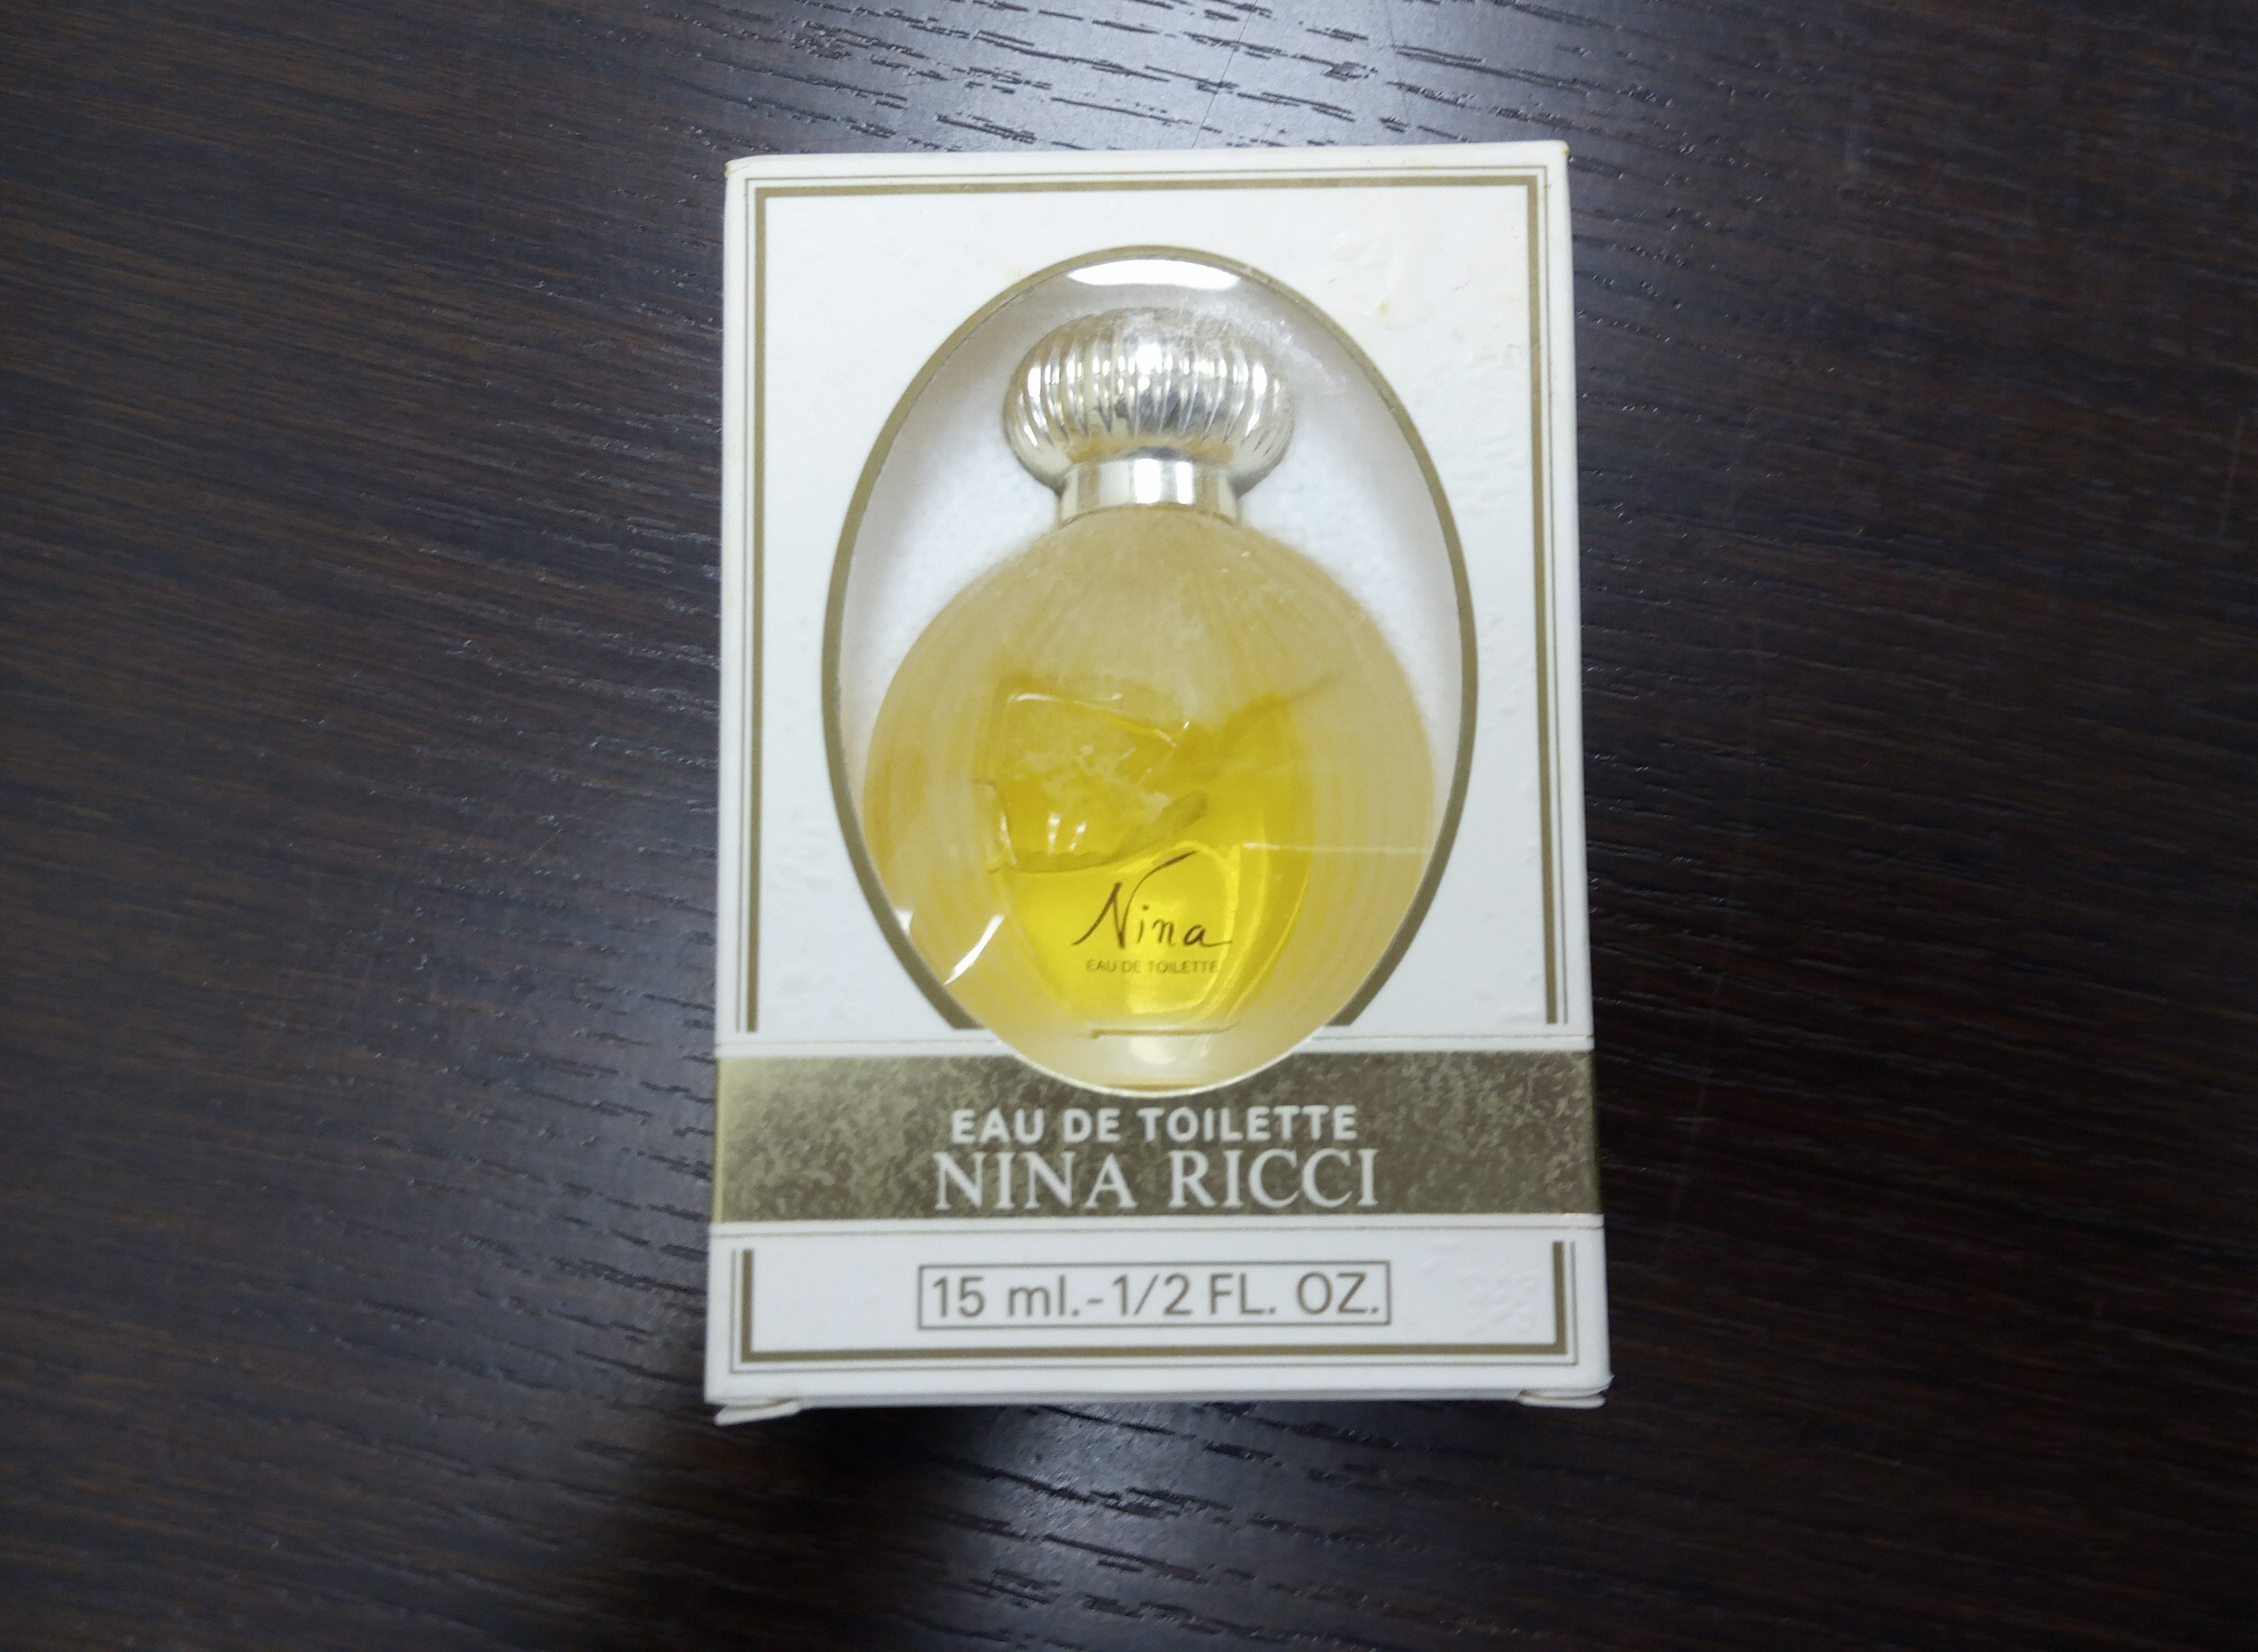 Nina
EAU DE TOILETTE
EAU DE TOILETTE
NINA RICCI
15 ml.-1/2 FL. OZ.